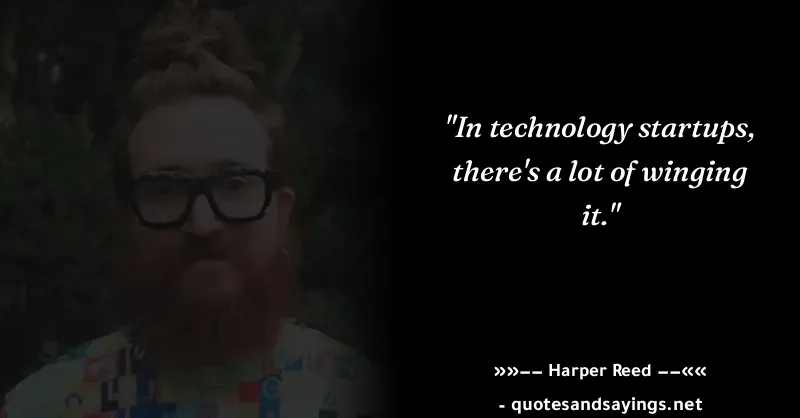 "In technology startups,
there's a lot of winging
it."
»»−− Harper Reed −−««
- quotesandsayings.net